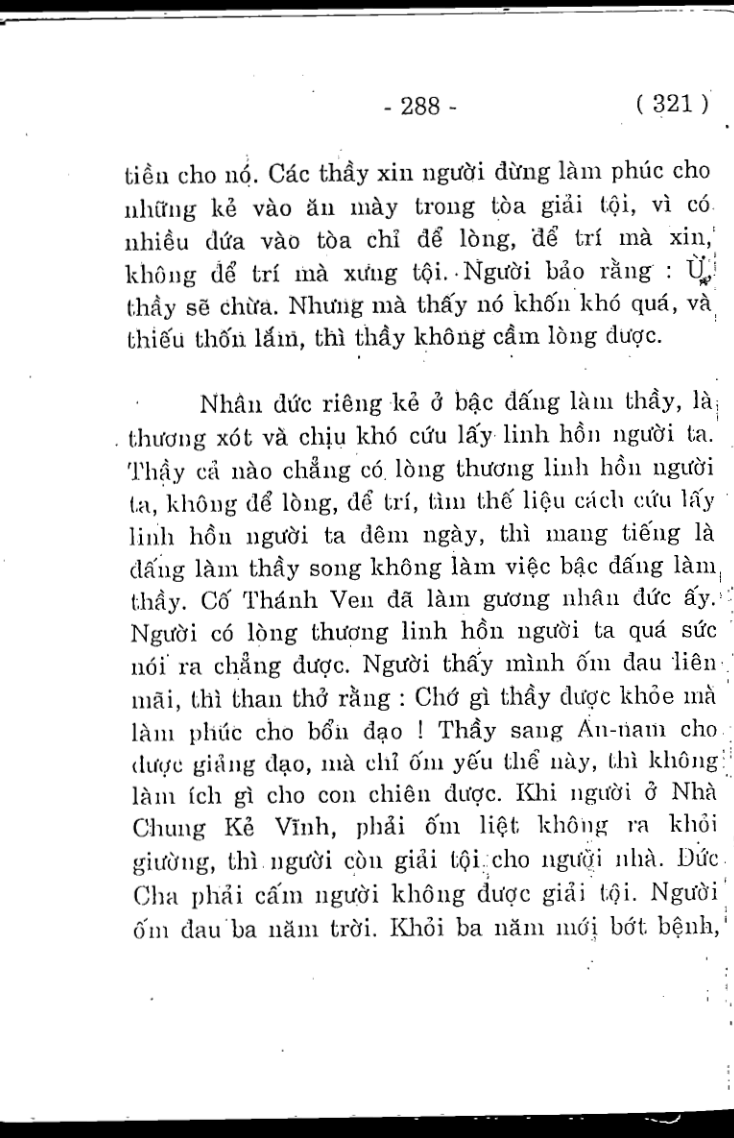 - 288 - ( 321 )
tiền cho nó. Các thầy xin người đừng làm phúc cho
những kẻ vào ăn mày trong tòa giải tội, vì có
nhiều đứa vào tòa chỉ để lòng, để trí mà xin,
không để trí mà xưng tội. Người bảo rằng : Ừ,
thầy sẽ chừa. Nhưng mà thấy nó khốn khó quá, và
thiếu thốn lắm, thì thầy không cầm lòng được.
Nhân đức riêng kẻ ở bậc đấng làm thầy, là
thương xót và chịu khó cứu lấy linh hồn người ta.
Thầy cả nào chẳng có lòng thương linh hồn người
ta, không để lòng, để trí, tìm thế liệu cách cứu lấy
linh hồn người ta đêm ngày, thì mang tiếng là
đấng làm thầy song không làm việc bậc đấng làm
thầy. Cố Thánh Ven đã làm gương nhân đức ấy.
Người có lòng thương linh hồn người ta quá sức
nói ra chẳng được. Người thấy mình ốm đau liên
mãi, thì than thở rằng : Chớ gì thầy được khỏe mà
làm phúc cho bổn đạo ! Thầy sang An-nam cho
được giảng đạo, mà chỉ ốm yếu thể này, thì không
làm ích gì cho con chiên được. Khi người ở Nhà
Chung Kẻ Vĩnh, phải ốm liệt không ra khỏi
giường, thì người còn giải tội cho người nhà. Đức
Cha phải cấm người không được giải tội. Người
ốm đau ba năm trời. Khỏi ba năm mới bớt bệnh,